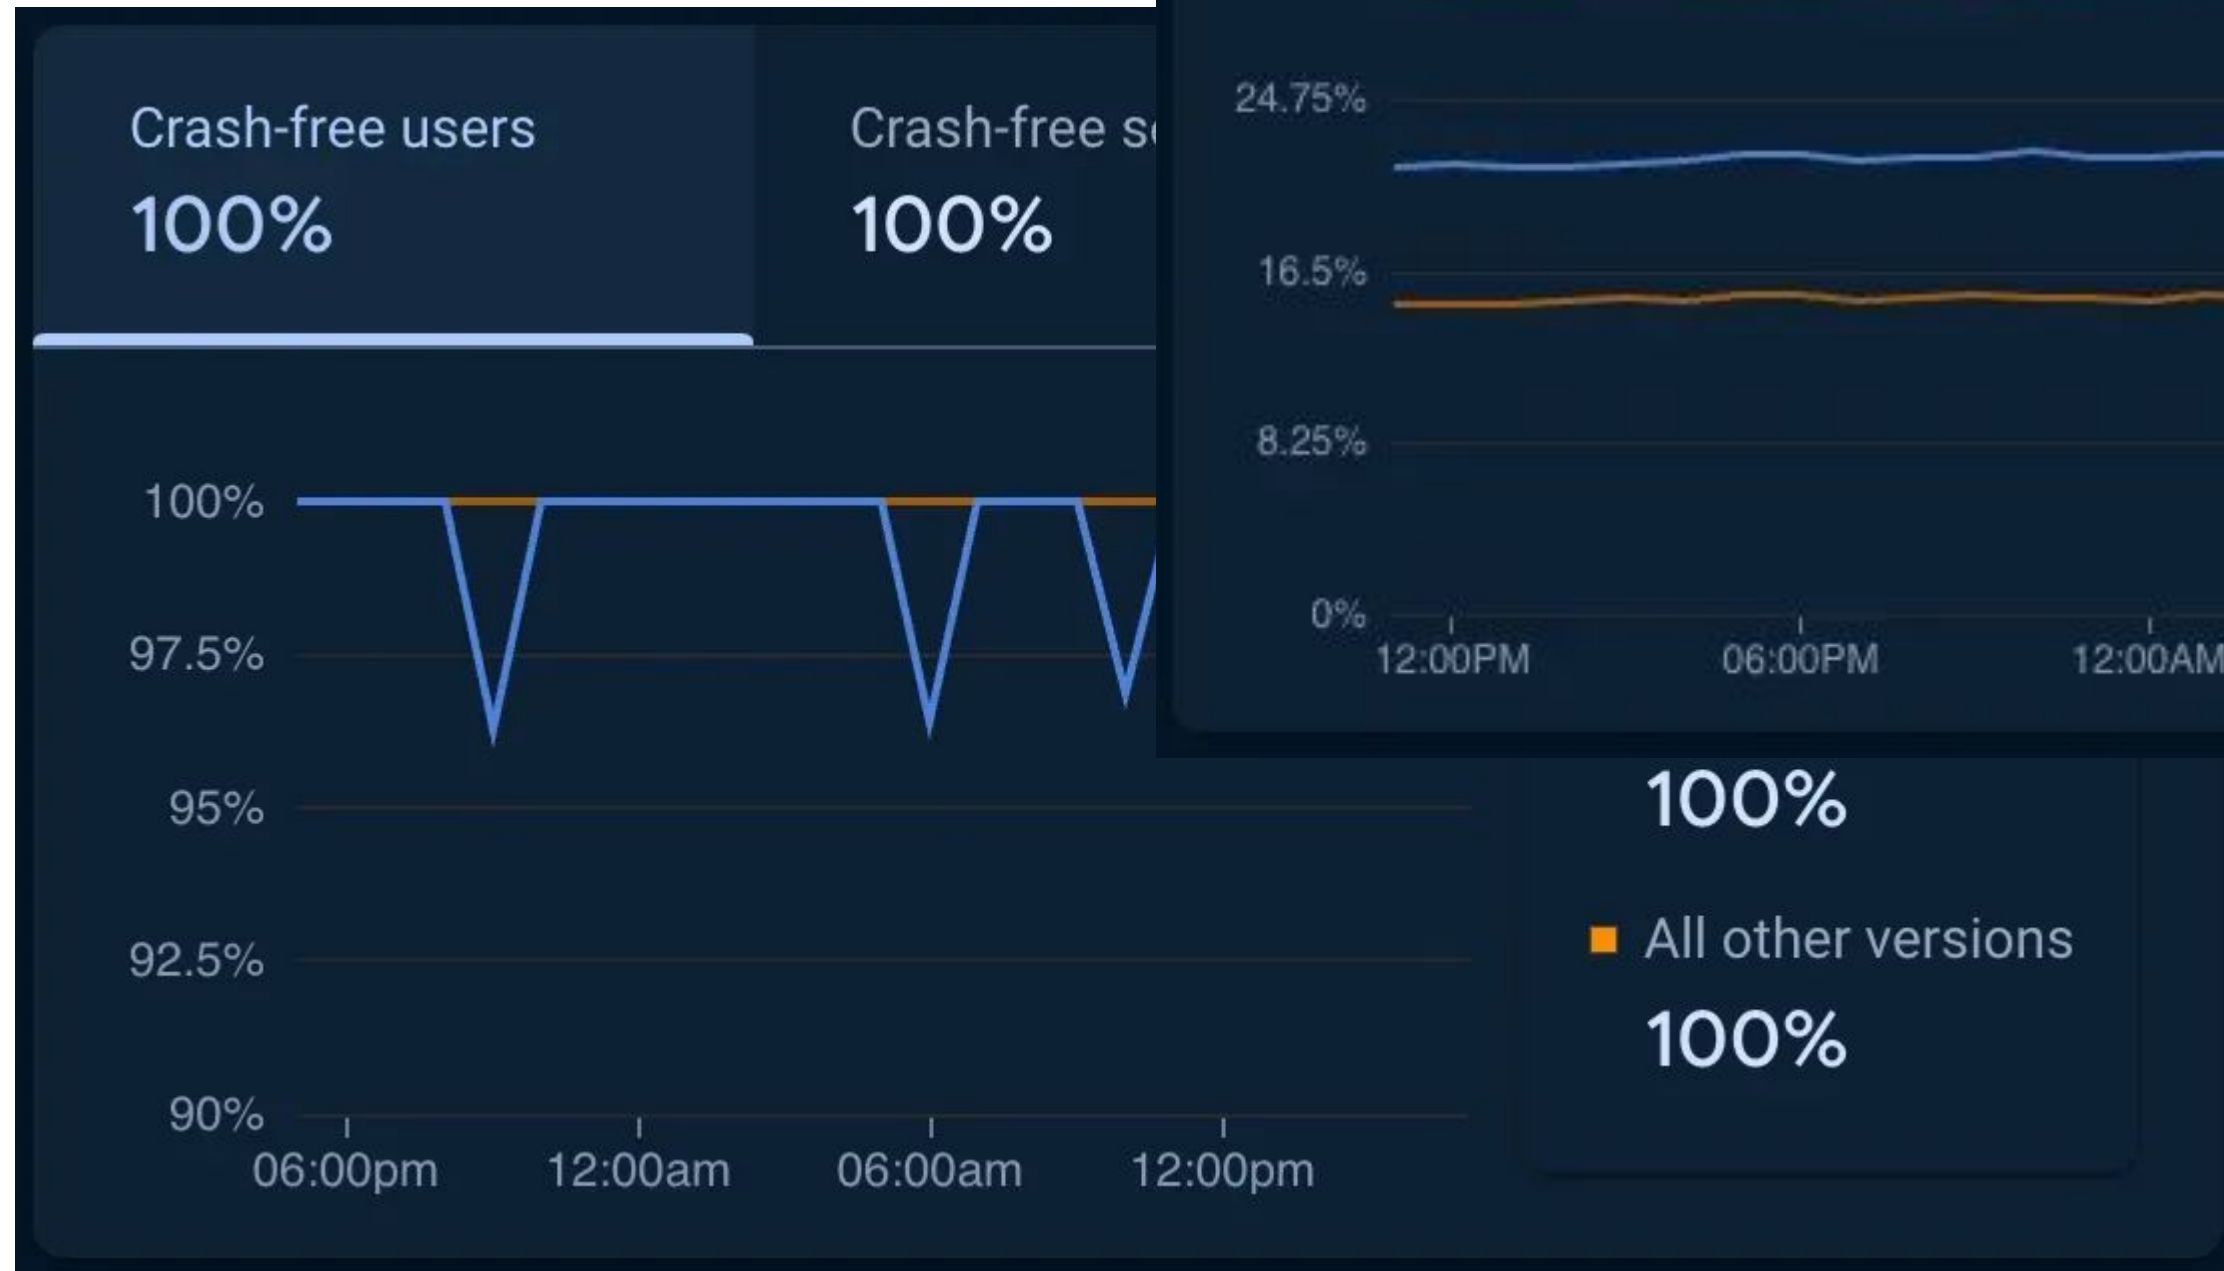 Crash-free users
100%
Crash-free se
100%
100%
97.5%
95%
92.5%
90%
06:00pm
12:00am
06:00am
12:00pm
24.75%
16.5%
8.25%
0%
12:00PM
06:00PM
12:00AM
100%
All other versions
100%